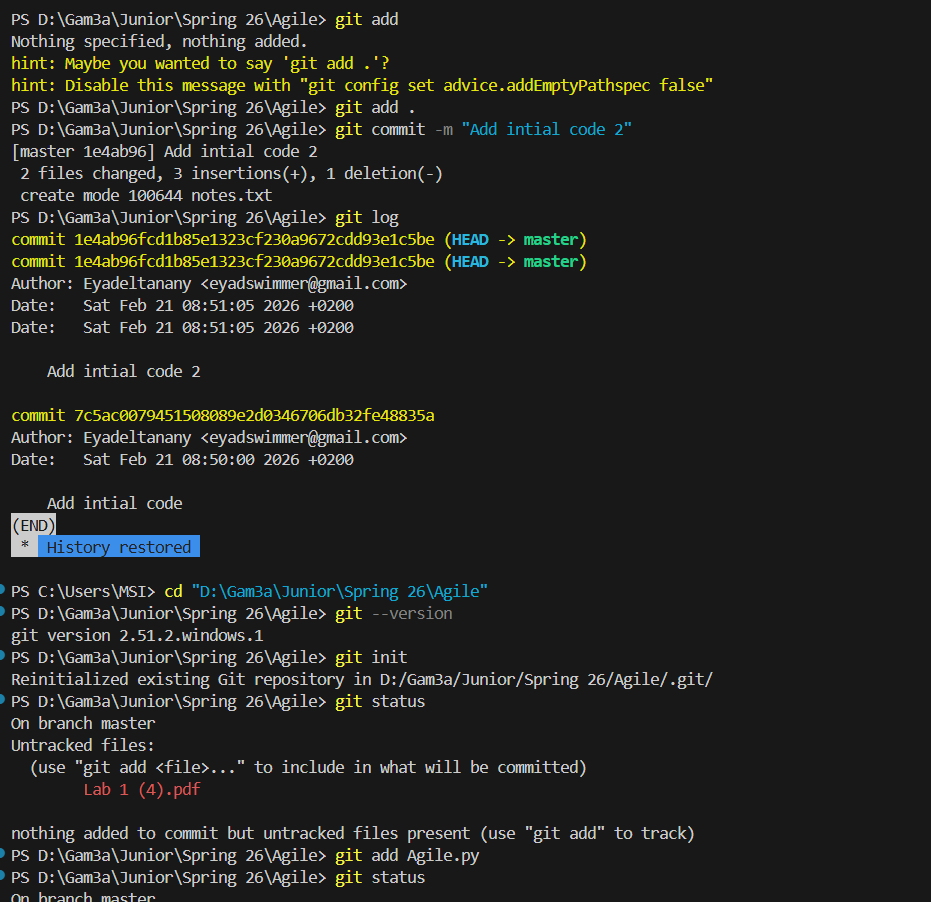 PS D:\Gam3a\Junior\Spring 26\Agile> git add
Nothing specified, nothing added.
hint: Maybe you wanted to say 'git add .'?
hint: Disable this message with "git config set advice.addEmptyPathspec false"
PS D:\Gam3a\Junior\Spring 26\Agile> git add .
PS D:\Gam3a\Junior\Spring 26\Agile> git commit -m "Add intial code 2"
[master 1e4ab96] Add intial code 2
 2 files changed, 3 insertions(+), 1 deletion(-)
 create mode 100644 notes.txt
PS D:\Gam3a\Junior\Spring 26\Agile> git log
commit 1e4ab96fcd1b85e1323cf230a9672cdd93e1c5be (HEAD -> master)
commit 1e4ab96fcd1b85e1323cf230a9672cdd93e1c5be (HEAD -> master)
Author: Eyadeltanany <eyadswimmer@gmail.com>
Date:   Sat Feb 21 08:51:05 2026 +0200
Date:   Sat Feb 21 08:51:05 2026 +0200

    Add intial code 2

commit 7c5ac0079451508089e2d0346706db32fe48835a
Author: Eyadeltanany <eyadswimmer@gmail.com>
Date:   Sat Feb 21 08:50:00 2026 +0200

    Add intial code
(END)
 *  History restored

PS C:\Users\MSI> cd "D:\Gam3a\Junior\Spring 26\Agile"
PS D:\Gam3a\Junior\Spring 26\Agile> git --version
git version 2.51.2.windows.1
PS D:\Gam3a\Junior\Spring 26\Agile> git init
Reinitialized existing Git repository in D:/Gam3a/Junior/Spring 26/Agile/.git/
PS D:\Gam3a\Junior\Spring 26\Agile> git status
On branch master
Untracked files:
  (use "git add <file>..." to include in what will be committed)
        Lab 1 (4).pdf

nothing added to commit but untracked files present (use "git add" to track)
PS D:\Gam3a\Junior\Spring 26\Agile> git add Agile.py
PS D:\Gam3a\Junior\Spring 26\Agile> git status
On branch master